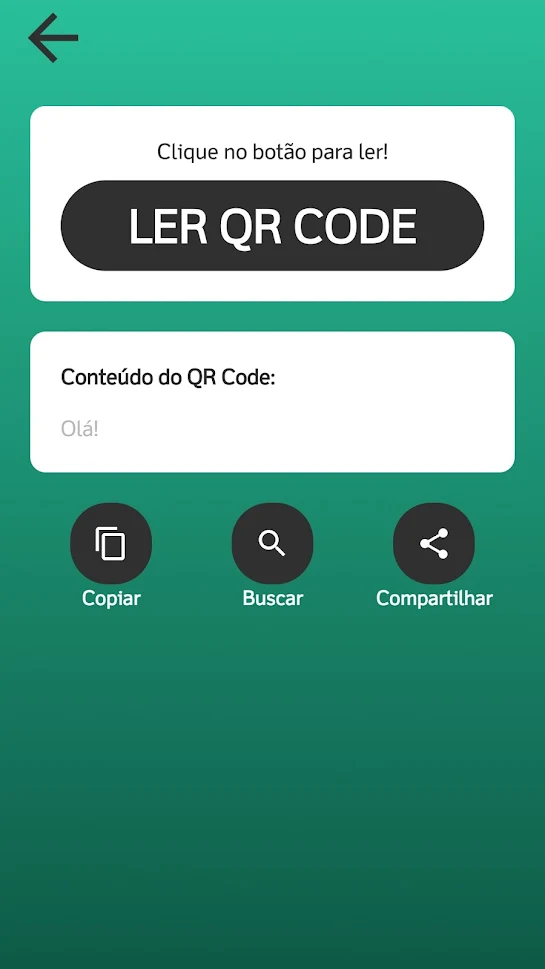 Clique no botão para ler!
LER QR CODE
Conteúdo do QR Code:
Olá!
Copiar
Buscar
Compartilhar